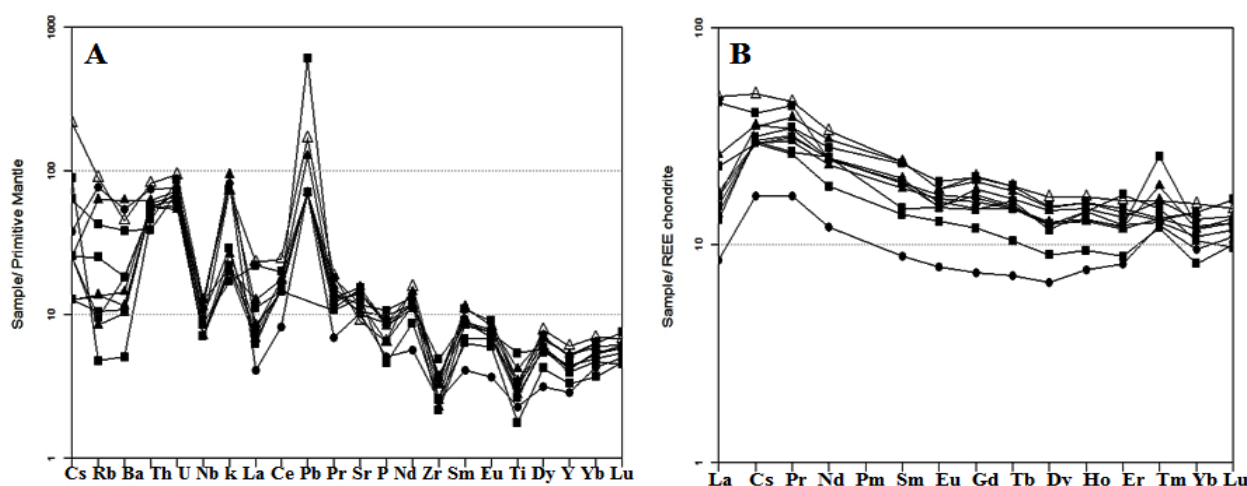 A
Sample/ Primitive Mantle
1000
100
10
1
Cs Rb Ba Th U Nb k La Ce Pb Pr Sr P Nd Zr Sm Eu Ti Dy Y Yb Lu
B
Sample/ REE chondrite
100
10
1
La Cs Pr Nd Pm Sm Eu Gd Tb Dy Ho Er Tm Yb Lu